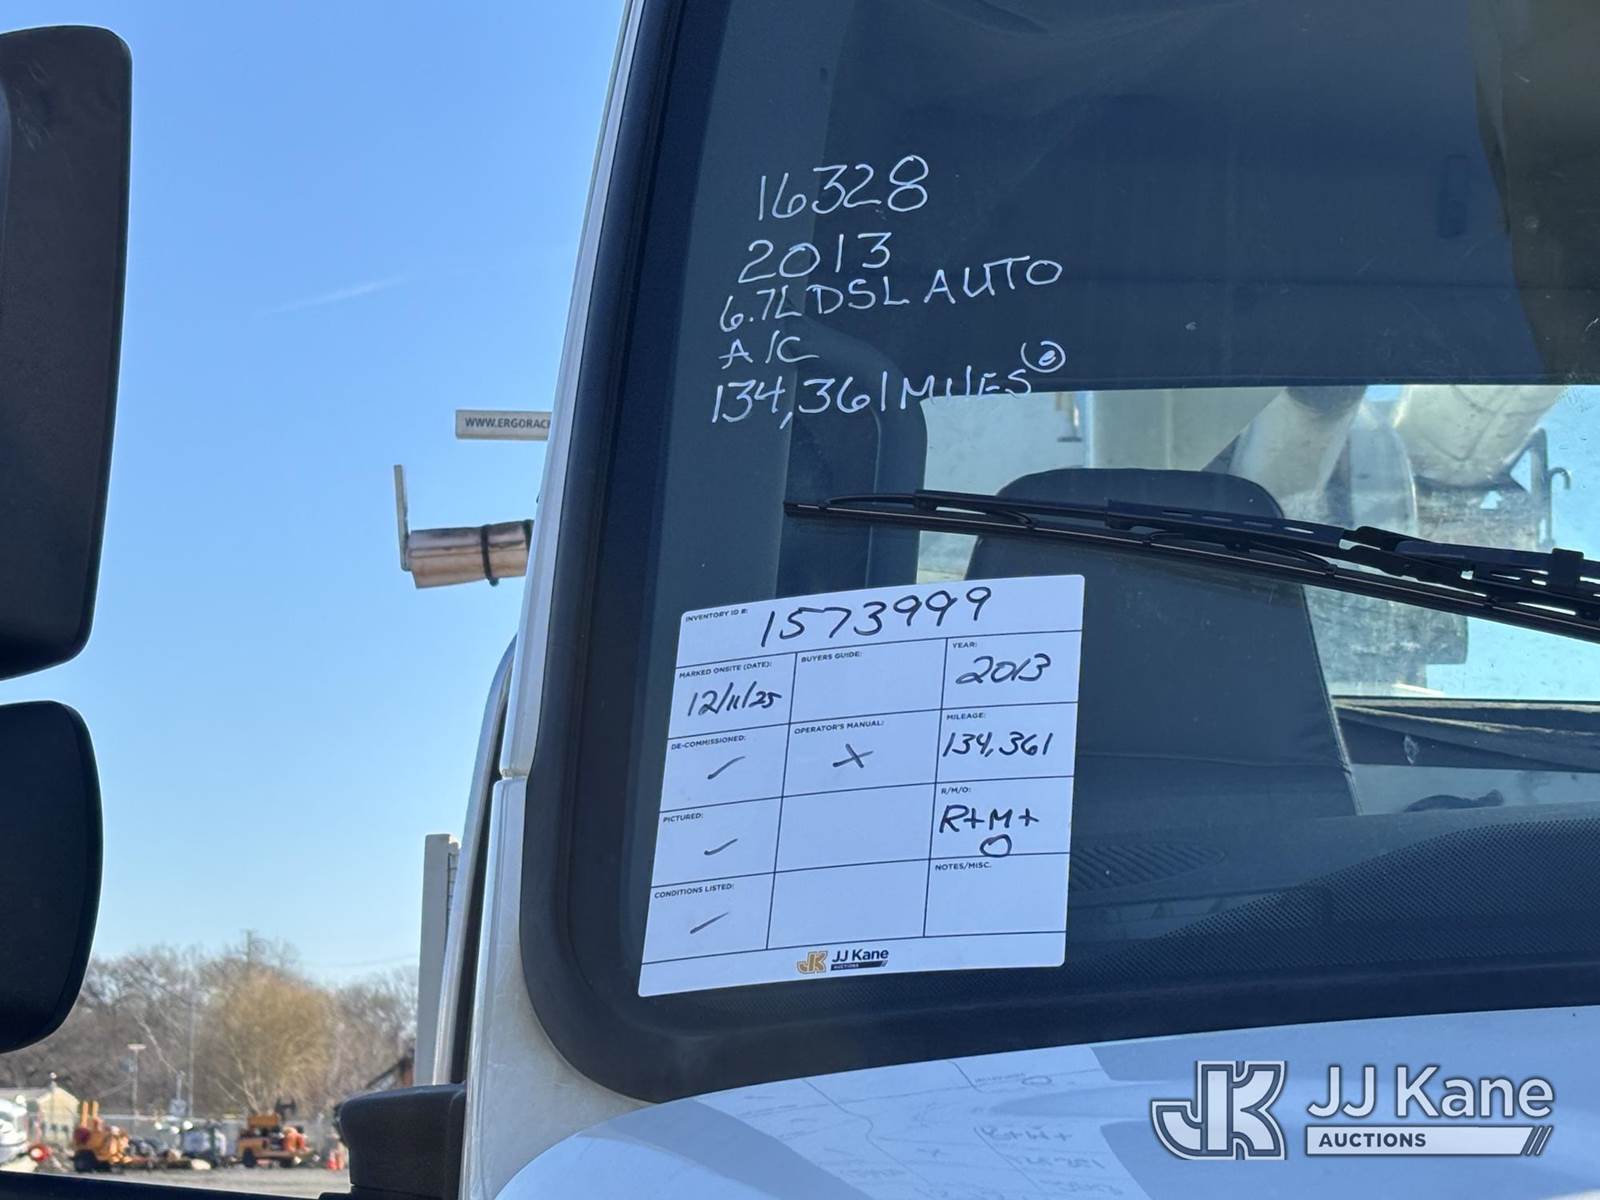 16328
2013
6.7L DSL AUTO
A/C
134,361 MILES
WWW.ERGORAC
INVENTORY ID #: 1573999
MARKED ONSITE (DATE): 12/11/25
BUYERS GUIDE:
YEAR: 2013
DE-COMMISSIONED: ✓
OPERATOR'S MANUAL: X
MILEAGE: 134,361
PICTURED: ✓
R/M/O: R+M+
O
CONDITIONS LISTED: ✓
NOTES/MISC.
JJ Kane
AUCTIONS
JJ Kane
AUCTIONS